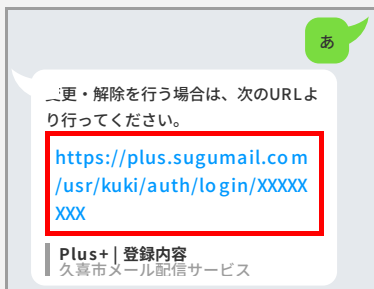 あ
変更・解除を行う場合は、次のURLよ
り行ってください。
https://plus.sugumail.com
/usr/kuki/auth/login/XXXXX
XXX
Plus+ | 登録内容
久喜市メール配信サービス